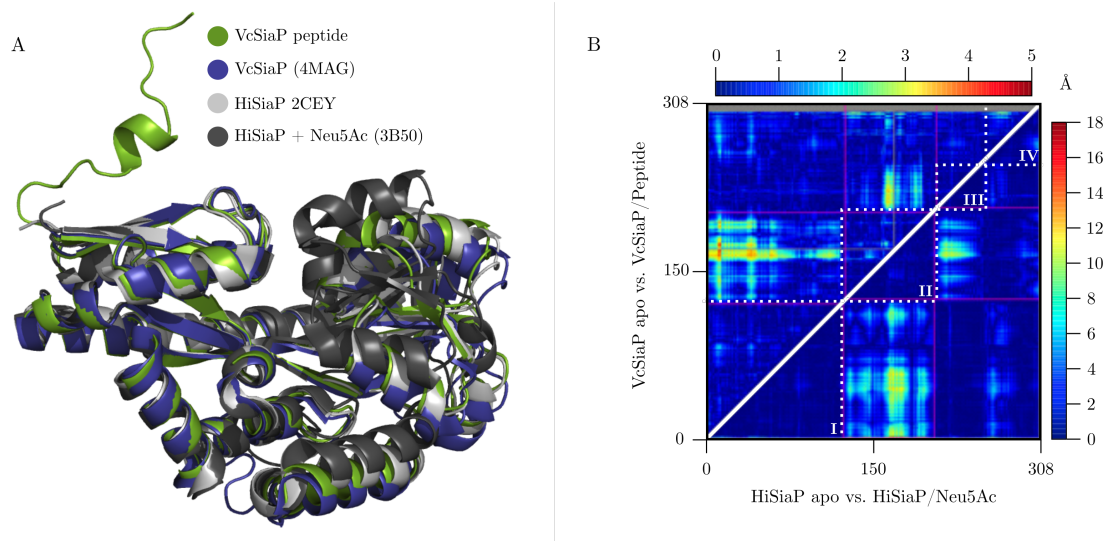 A
VcSiaP peptide
VcSiaP (4MAG)
HiSiaP 2CEY
HiSiaP + Neu5Ac (3B50)
B
0 1 2 3 4 5
Å
308
150
0
VcSiaP apo vs. VcSiaP/Peptide
I
II
III
IV
18
16
14
12
10
8
6
4
2
0
0 150 308
HiSiaP apo vs. HiSiaP/Neu5Ac